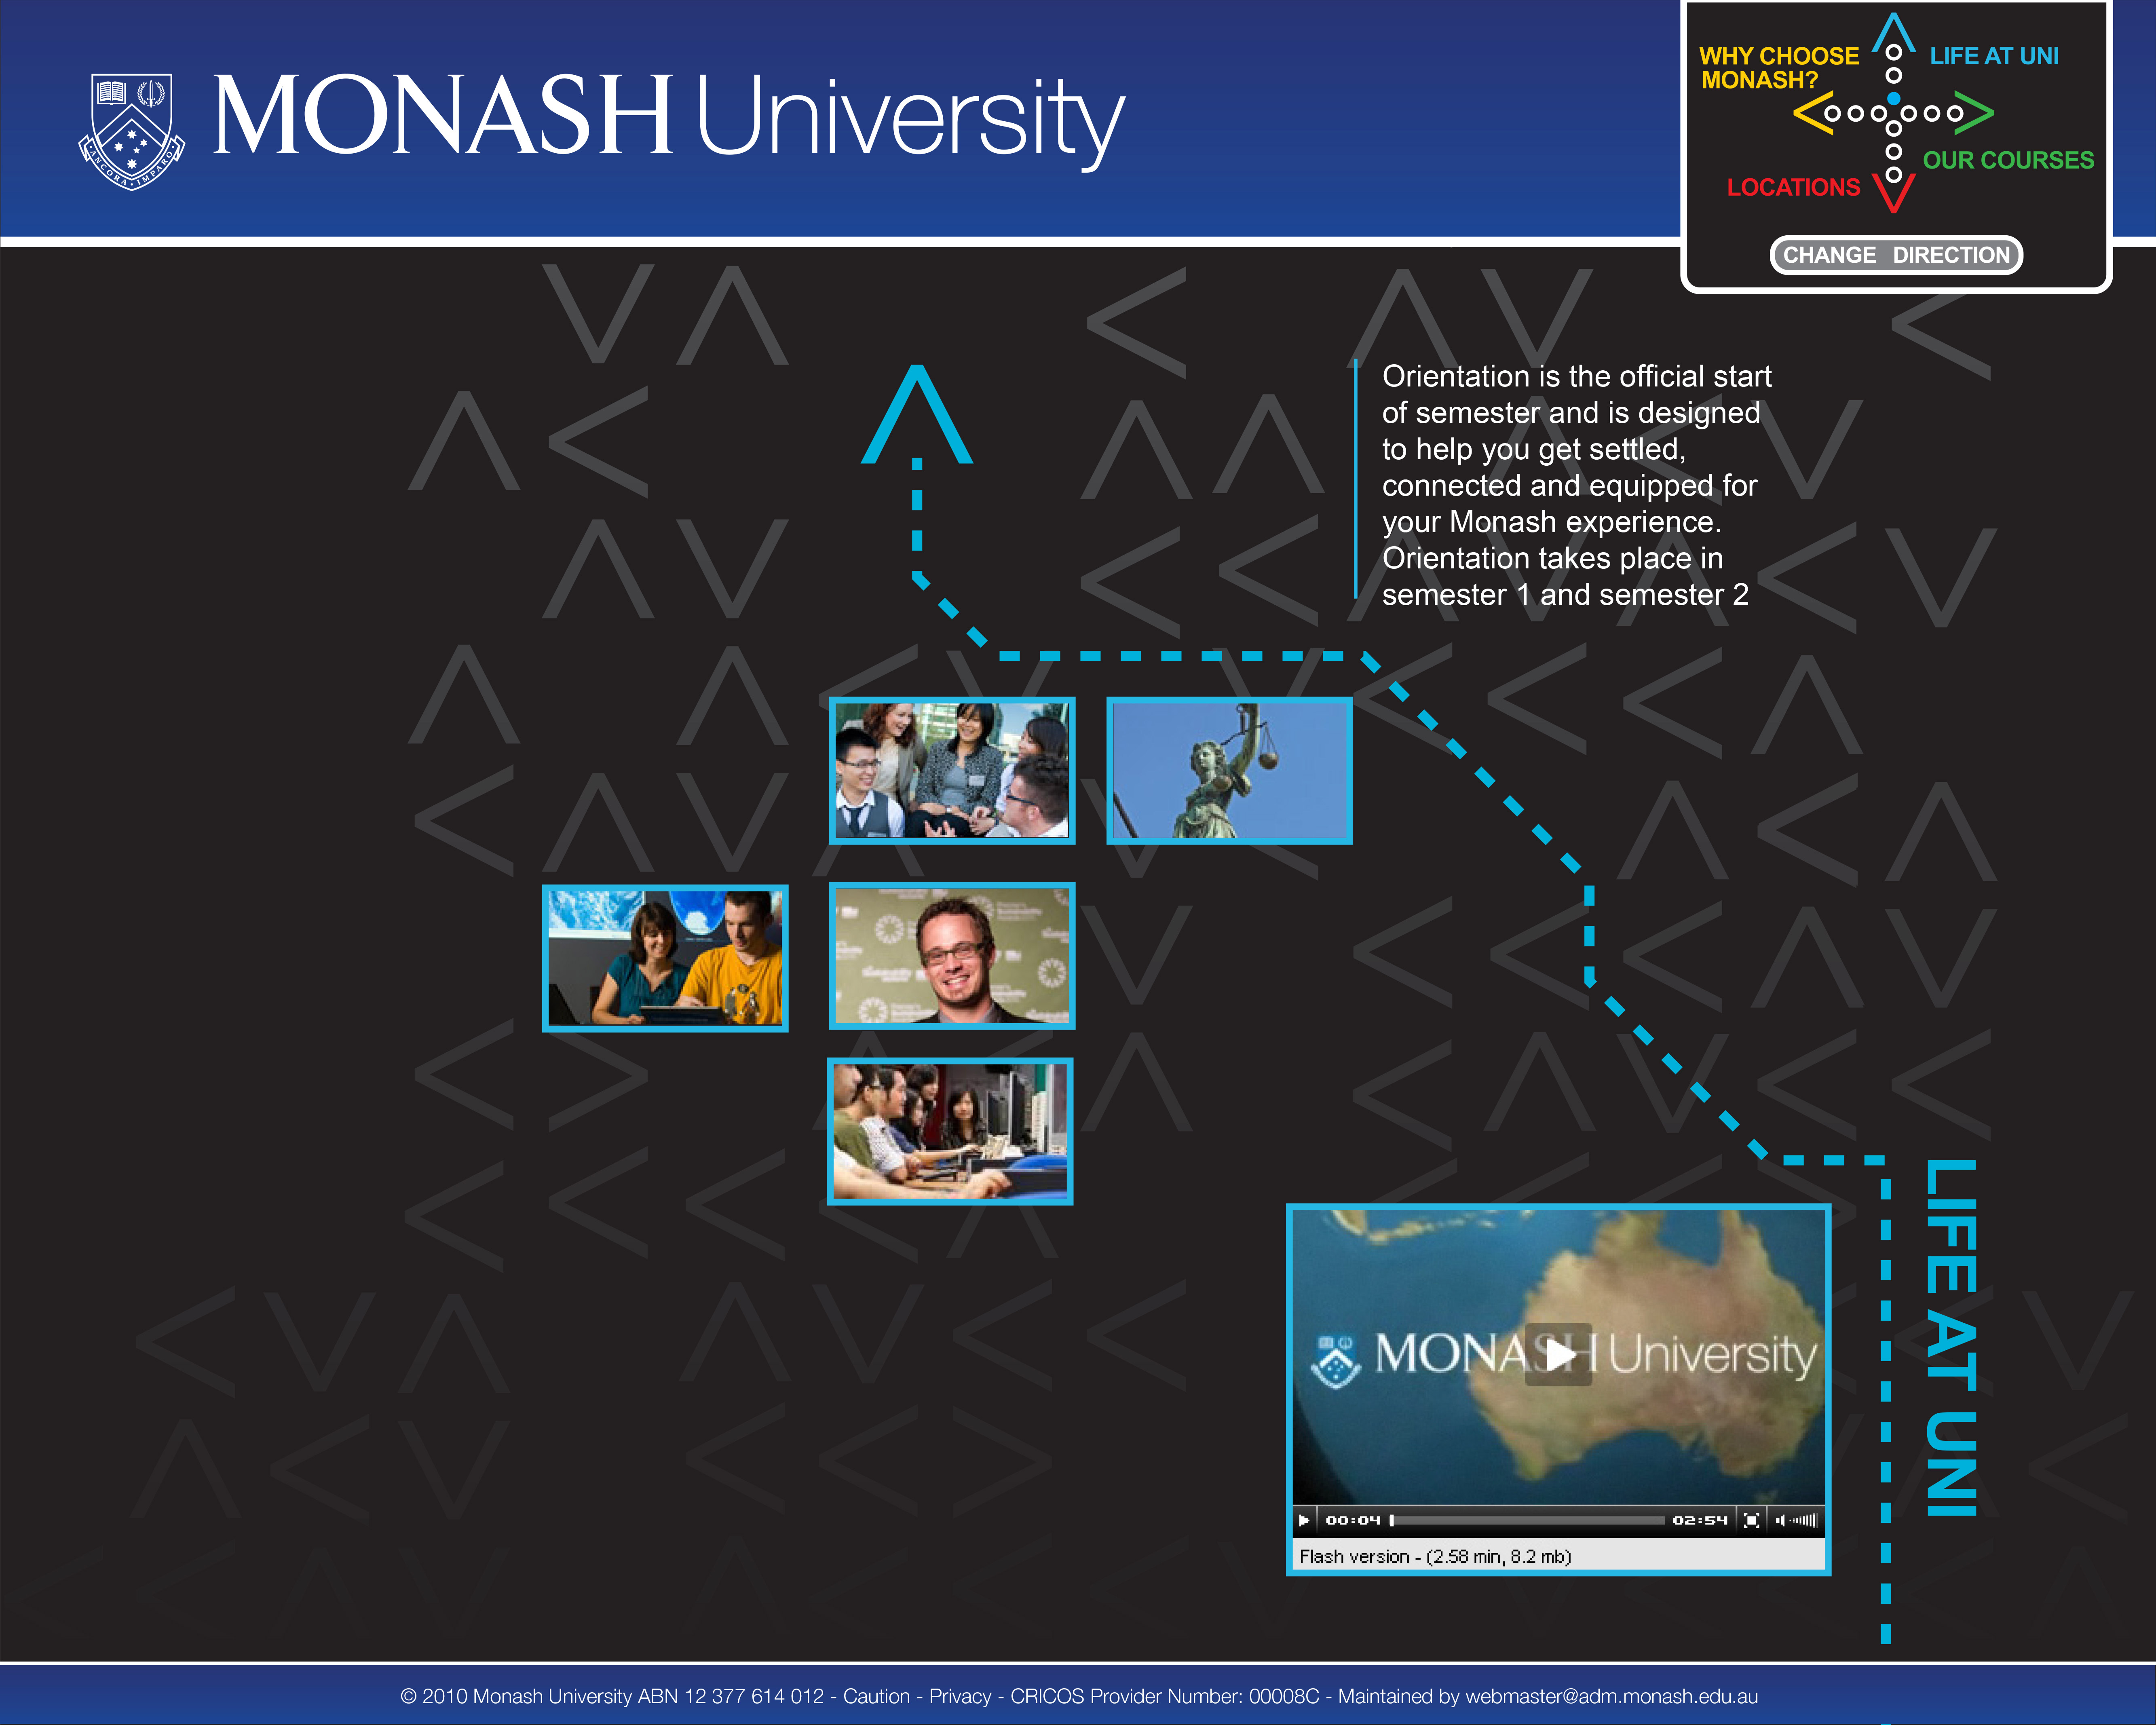 MONASH University
ANCORA IMPARO
WHY CHOOSE
MONASH?
LIFE AT UNI
OUR COURSES
LOCATIONS
CHANGE DIRECTION
Orientation is the official start
of semester and is designed
to help you get settled,
connected and equipped for
your Monash experience.
Orientation takes place in
semester 1 and semester 2
LIFE AT UNI
MONASH University
00:04
02:54
Flash version - (2.58 min, 8.2 mb)
© 2010 Monash University ABN 12 377 614 012 - Caution - Privacy - CRICOS Provider Number: 00008C - Maintained by webmaster@adm.monash.edu.au